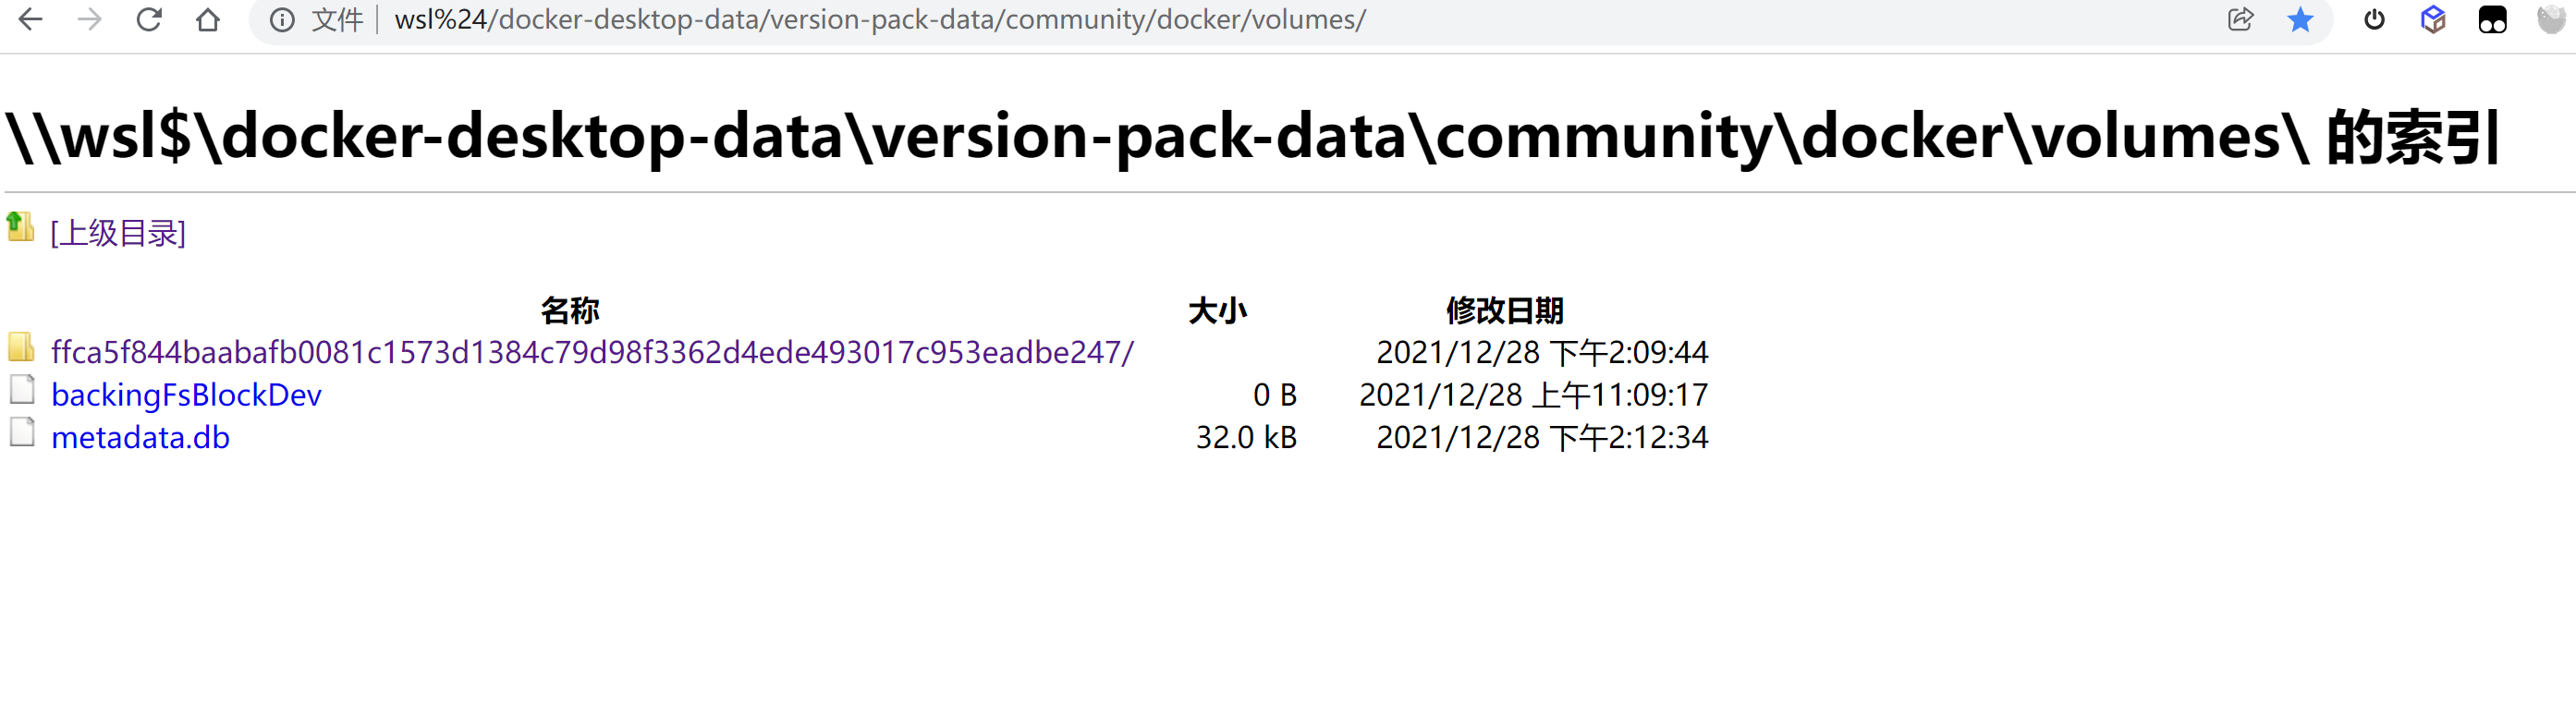 文件 wsl%24/docker-desktop-data/version-pack-data/community/docker/volumes/
\\wsl$\docker-desktop-data\version-pack-data\community\docker\volumes\ 的索引
[上级目录]
名称 大小 修改日期
ffca5f844baabafb0081c1573d1384c79d98f3362d4ede493017c953eadbe247/ 2021/12/28 下午2:09:44
backingFsBlockDev 0 B 2021/12/28 上午11:09:17
metadata.db 32.0 kB 2021/12/28 下午2:12:34